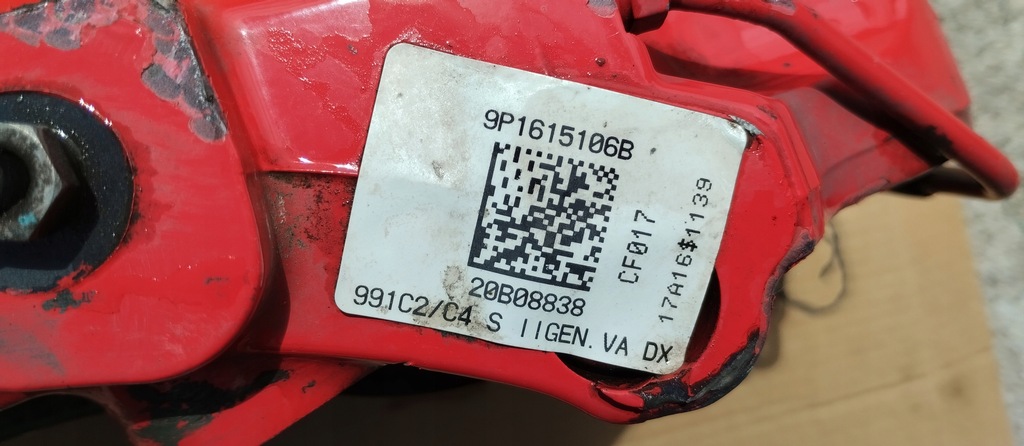 9P1615106B
CF017
17A16$1139
20B08838
991C2/C4 S IIGEN. VA DX